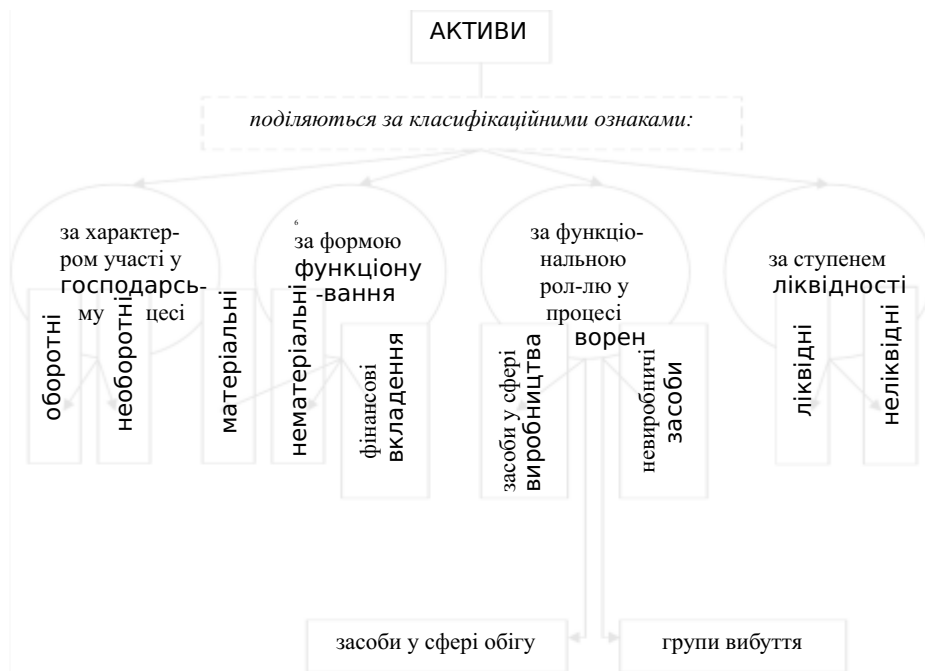 АКТИВИ
поділяються за класифікаційними ознаками:
за характер-
ром участі у
господарсь-
му цесі
оборотні
необоротні
6
за формою
функціону
-вання
матеріальні
нематеріальні
фінансові
вкладення
за функціо-
нальною
рол-лю у
процесі
ворен
засоби у сфері
виробництва
невиробничі
засоби
за ступенем
ліквідності
ліквідні
неліквідні
засоби у сфері обігу
групи вибуття